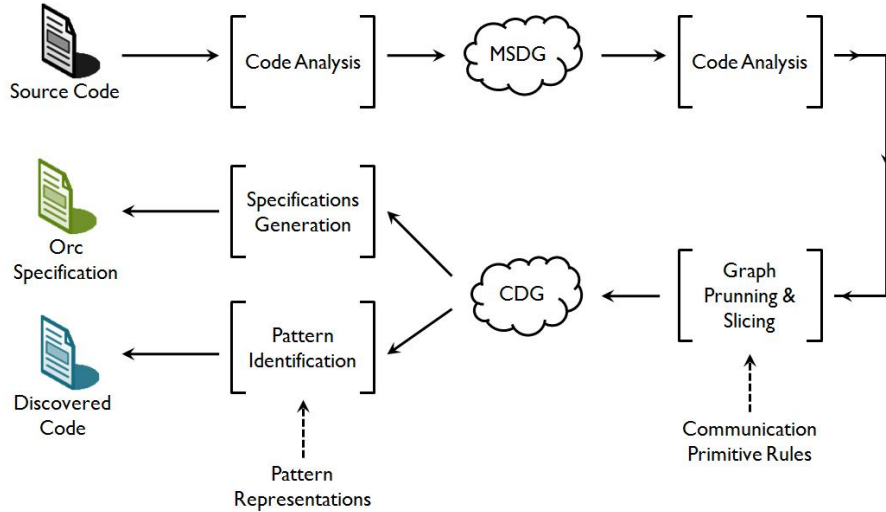 Source Code
Code Analysis
MSDG
Code Analysis
Orc
Specification
Specifications
Generation
CDG
Graph
Prunning &
Slicing
Discovered
Code
Pattern
Identification
Communication
Primitive Rules
Pattern
Representations